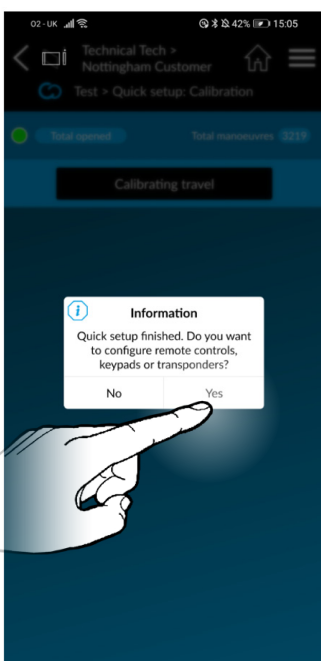 O2 - UK 42% 15:05
Technical Tech >
Nottingham Customer
Test > Quick setup: Calibration
Total opened Total manoeuvres 3219
Calibrating travel
Information
Quick setup finished. Do you want
to configure remote controls,
keypads or transponders?
No Yes